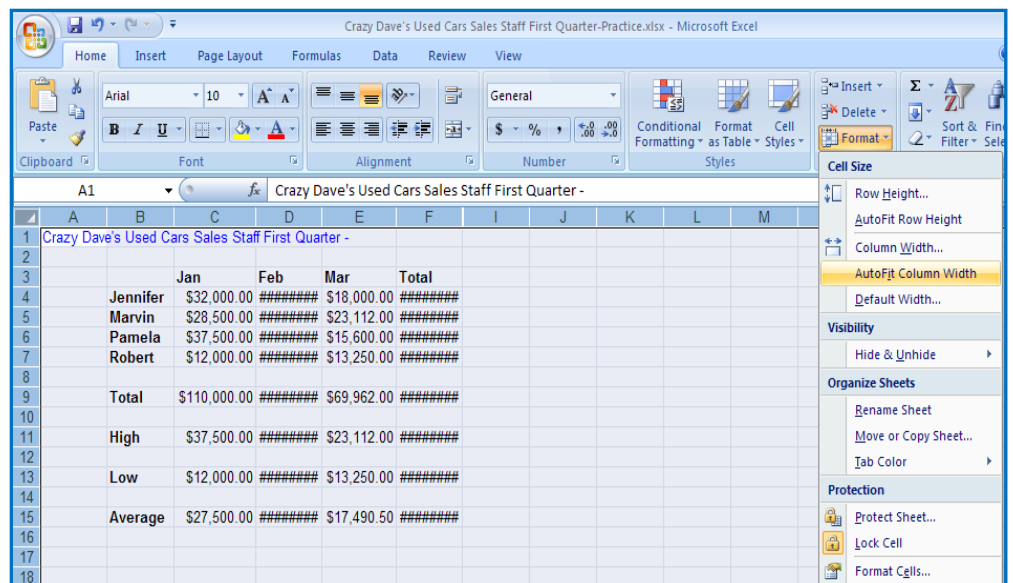 Crazy Dave's Used Cars Sales Staff First Quarter-Practice.xlsx - Microsoft Excel
Home Insert Page Layout Formulas Data Review View
Paste
Clipboard
Arial 10 A A
B I U A
Font
Alignment
General
$ % , .00 .0
Number
Conditional Formatting
Format as Table
Cell Styles
Styles
Insert
Delete
Format
Σ
Sort & Filter
A1 fx Crazy Dave's Used Cars Sales Staff First Quarter -
A B C D E F I J K L M
1 Crazy Dave's Used Cars Sales Staff First Quarter -
2
3 Jan Feb Mar Total
4 Jennifer $32,000.00 ######## $18,000.00 ########
5 Marvin $28,500.00 ######## $23,112.00 ########
6 Pamela $37,500.00 ######## $15,600.00 ########
7 Robert $12,000.00 ######## $13,250.00 ########
8
9 Total $110,000.00 ######## $69,962.00 ########
10
11 High $37,500.00 ######## $23,112.00 ########
12
13 Low $12,000.00 ######## $13,250.00 ########
14
15 Average $27,500.00 ######## $17,490.50 ########
16
17
18
Cell Size
Row Height...
AutoFit Row Height
Column Width...
AutoFit Column Width
Default Width...
Visibility
Hide & Unhide
Organize Sheets
Rename Sheet
Move or Copy Sheet...
Tab Color
Protection
Protect Sheet...
Lock Cell
Format Cells...